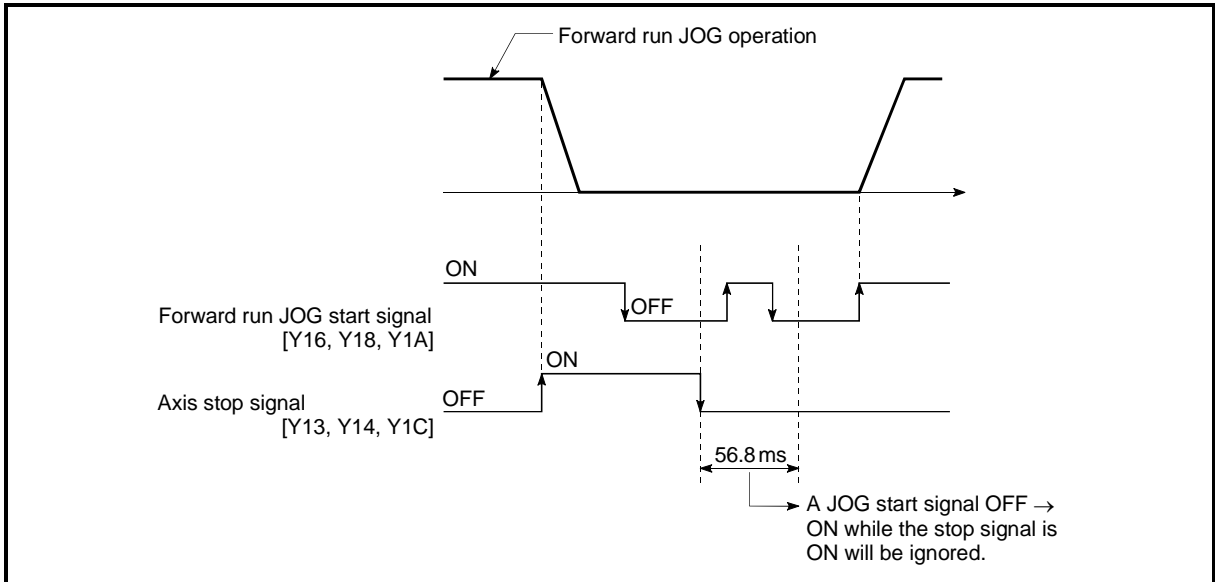 Forward run JOG operation
ON
OFF
Forward run JOG start signal
[Y16, Y18, Y1A]
ON
OFF
Axis stop signal
[Y13, Y14, Y1C]
56.8 ms
A JOG start signal OFF →
ON while the stop signal is
ON will be ignored.